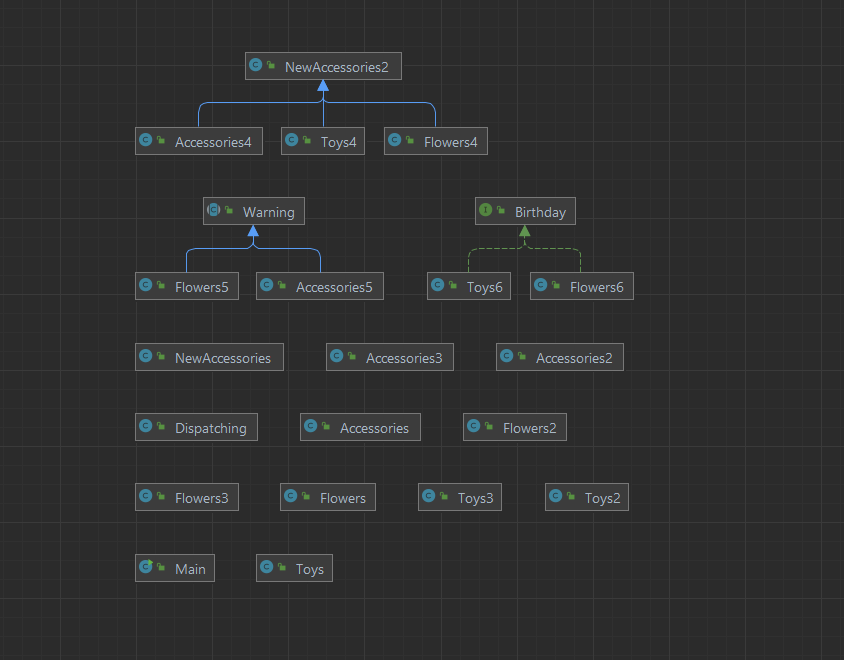 NewAccessories2
Accessories4 Toys4 Flowers4
Warning Birthday
Flowers5 Accessories5 Toys6 Flowers6
NewAccessories Accessories3 Accessories2
Dispatching Accessories Flowers2
Flowers3 Flowers Toys3 Toys2
Main Toys